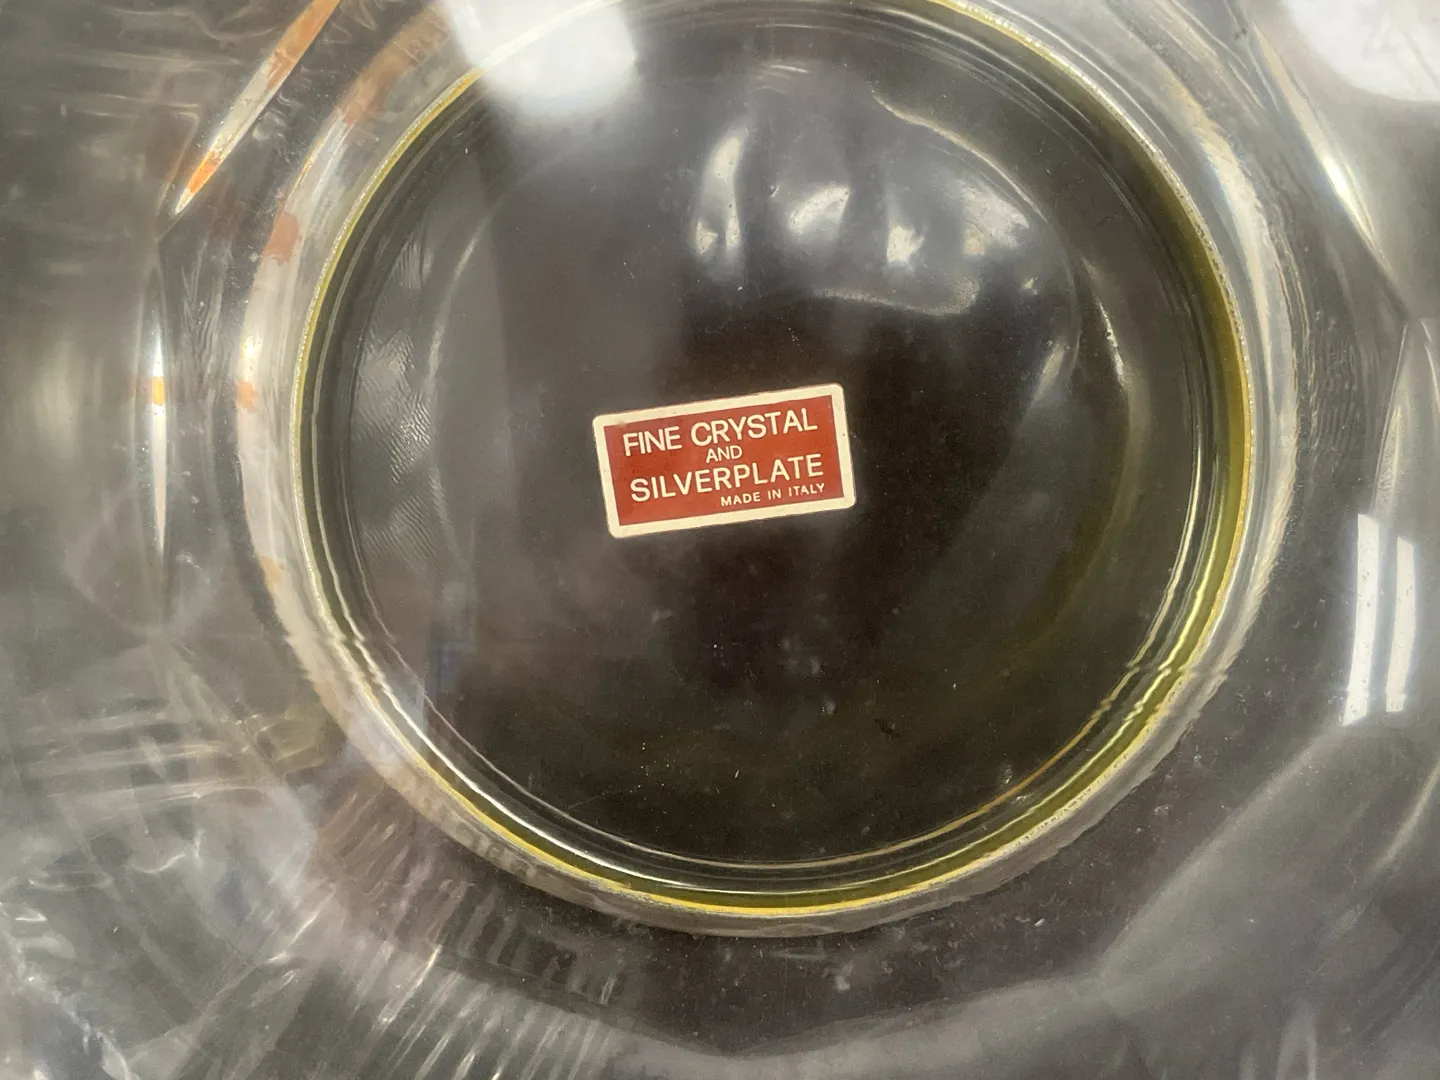 FINE CRYSTAL
AND
SILVERPLATE
MADE IN ITALY